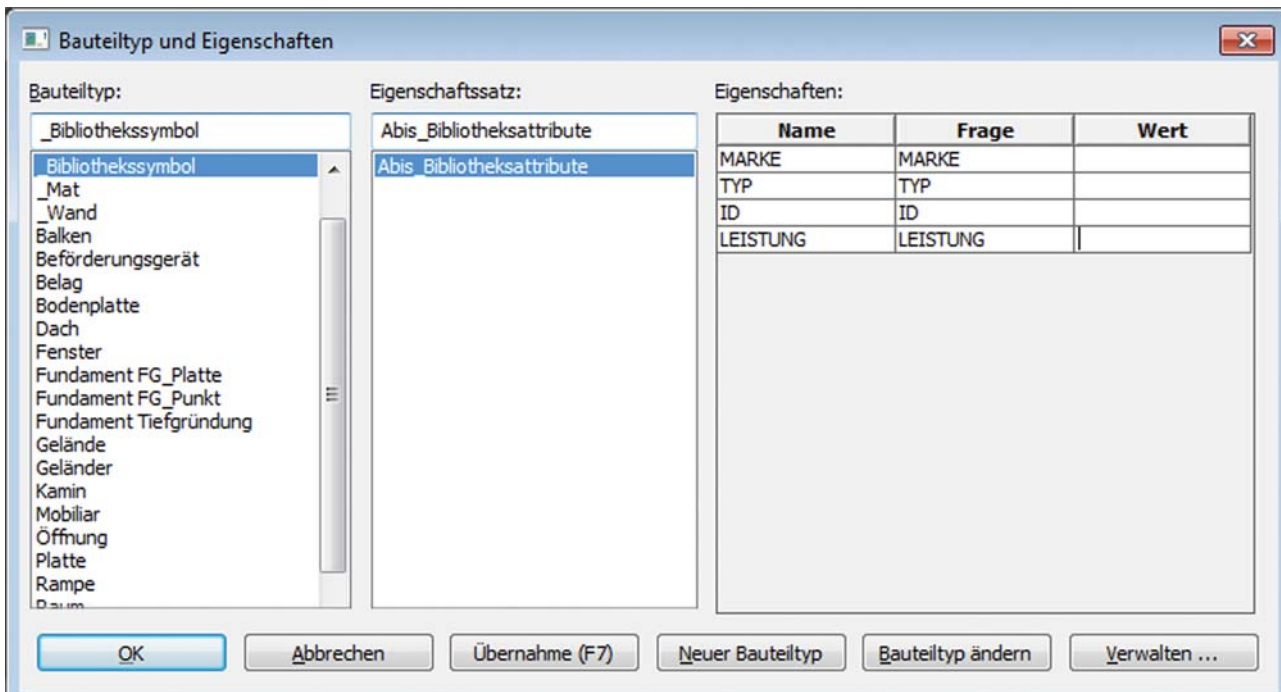 Bauteiltyp und Eigenschaften
Bauteiltyp:
_Bibliothekssymbol
_Bibliothekssymbol
_Mat
_Wand
Balken
Beförderungsgerät
Belag
Bodenplatte
Dach
Fenster
Fundament FG_Platte
Fundament FG_Punkt
Fundament Tiefgründung
Gelände
Geländer
Kamin
Mobiliar
Öffnung
Platte
Rampe
Raum
Eigenschaftssatz:
Abis_Bibliotheksattribute
Abis_Bibliotheksattribute
Eigenschaften:
Name Frage Wert
MARKE MARKE
TYP TYP
ID ID
LEISTUNG LEISTUNG
OK Abbrechen Übernahme (F7) Neuer Bauteiltyp Bauteiltyp ändern Verwalten ...